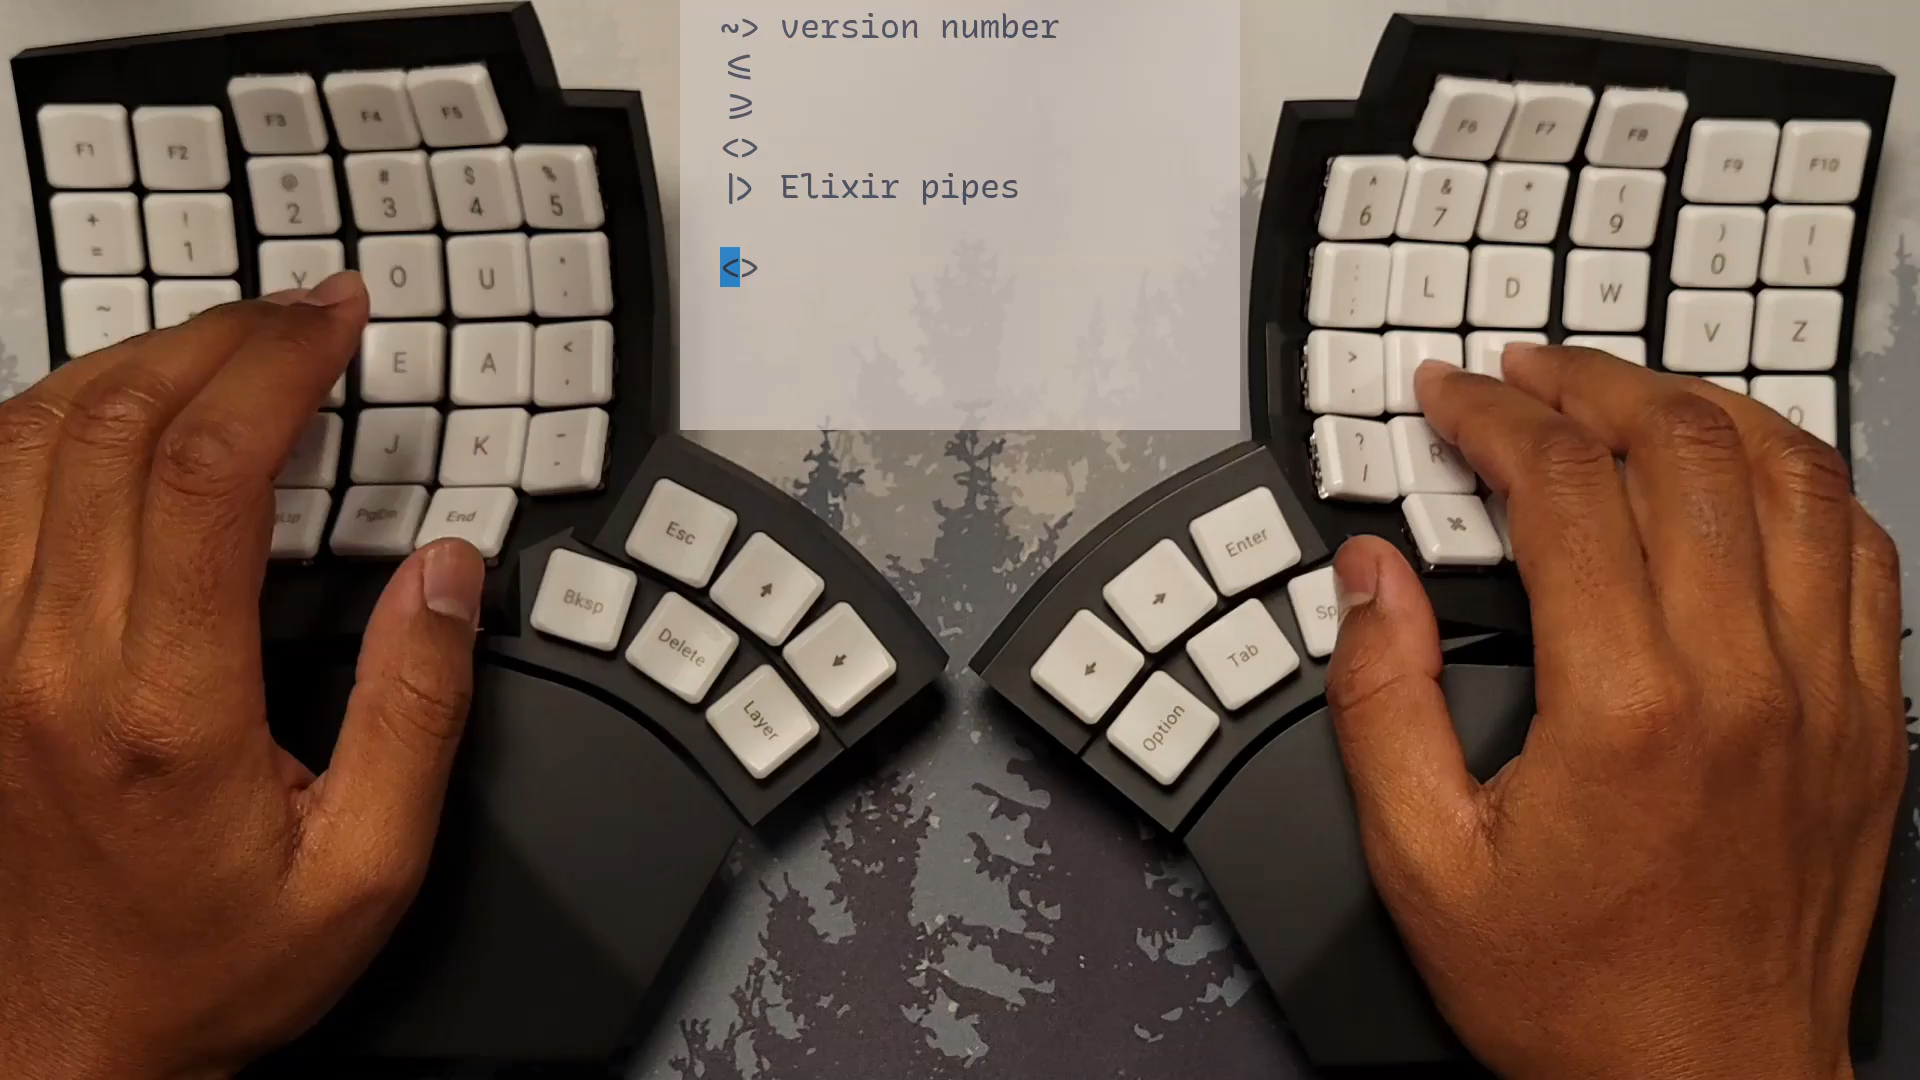 ~> version number
≤
≥
<>
|> Elixir pipes
<>
F1 F2 F3 F4 F5
+ = ! 1 @ 2 # 3 $ 4 % 5
~ ` Y O U
E A < ,
J K
PgDn End
Esc
Bksp Delete
Layer
F6 F7 F8 F9 F10
^ 6 & 7 * 8 ( 9 ) 0 | \
: ; L D W V Z
> .
? / R
⌘
Enter
Tab
Option